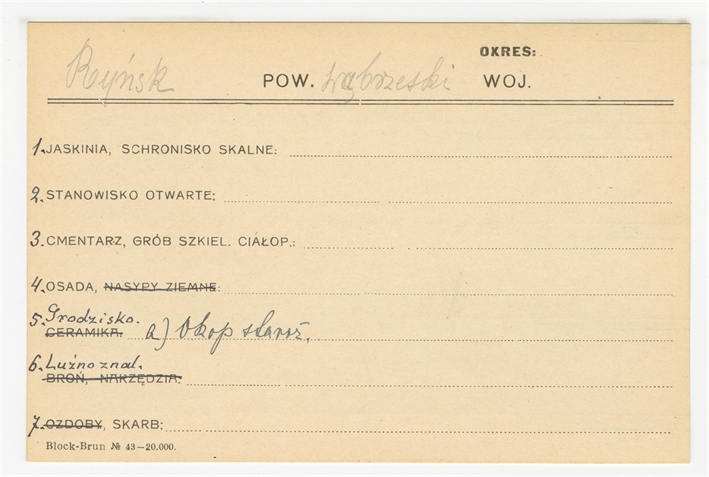 OKRES:
Ryńsk POW. Wąbrzeski WOJ.
1. JASKINIA, SCHRONISKO SKALNE:
2. STANOWISKO OTWARTE:
3. CMENTARZ, GRÓB SZKIEL. CIAŁOP.:
4. OSADA, NASYPY ZIEMNE:
5. Grodzisko.
CERAMIKA. a) Okop staroż.
6. Luźno znal.
BROŃ, NARZĘDZIA:
7. OZDOBY, SKARB:
Block-Brun № 43—20.000.